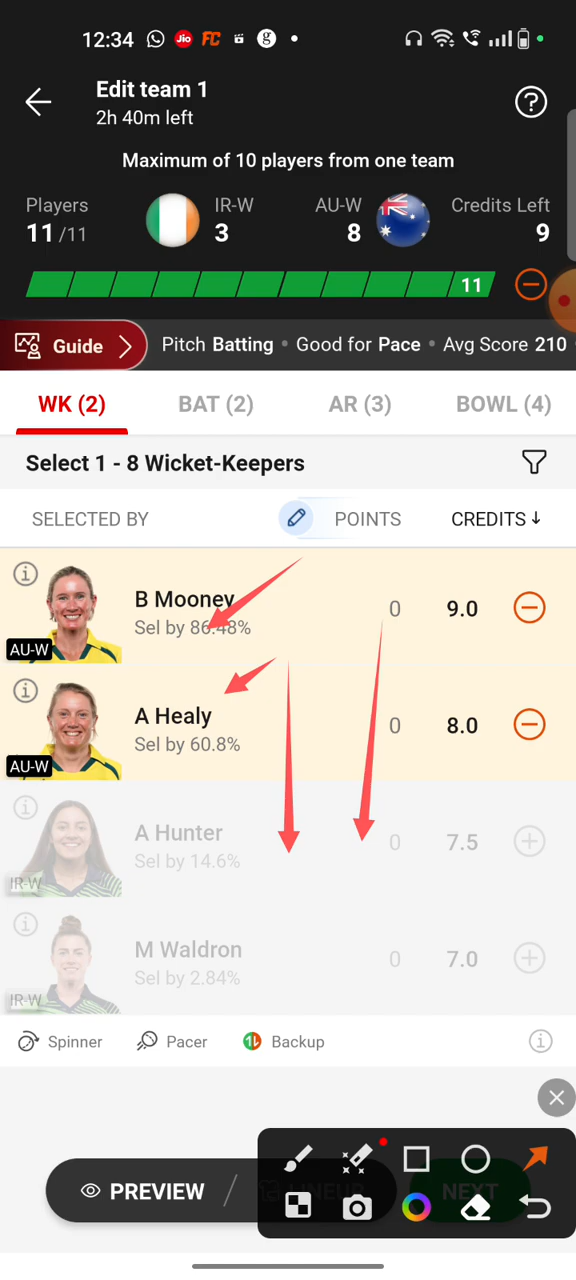 12:34 Jio FC g
Edit team 1
2h 40m left
Maximum of 10 players from one team
Players IR-W AU-W Credits Left
11/11 3 8 9
11
Guide Pitch Batting • Good for Pace • Avg Score 210
WK (2) BAT (2) AR (3) BOWL (4)
Select 1 - 8 Wicket-Keepers
SELECTED BY POINTS CREDITS↓
B Mooney 0 9.0
Sel by 86.48%
AU-W
A Healy 0 8.0
Sel by 60.8%
AU-W
A Hunter 0 7.5
Sel by 14.6%
IR-W
M Waldron 0 7.0
Sel by 2.84%
IR-W
Spinner Pacer Backup
PREVIEW / LINEUP NEXT